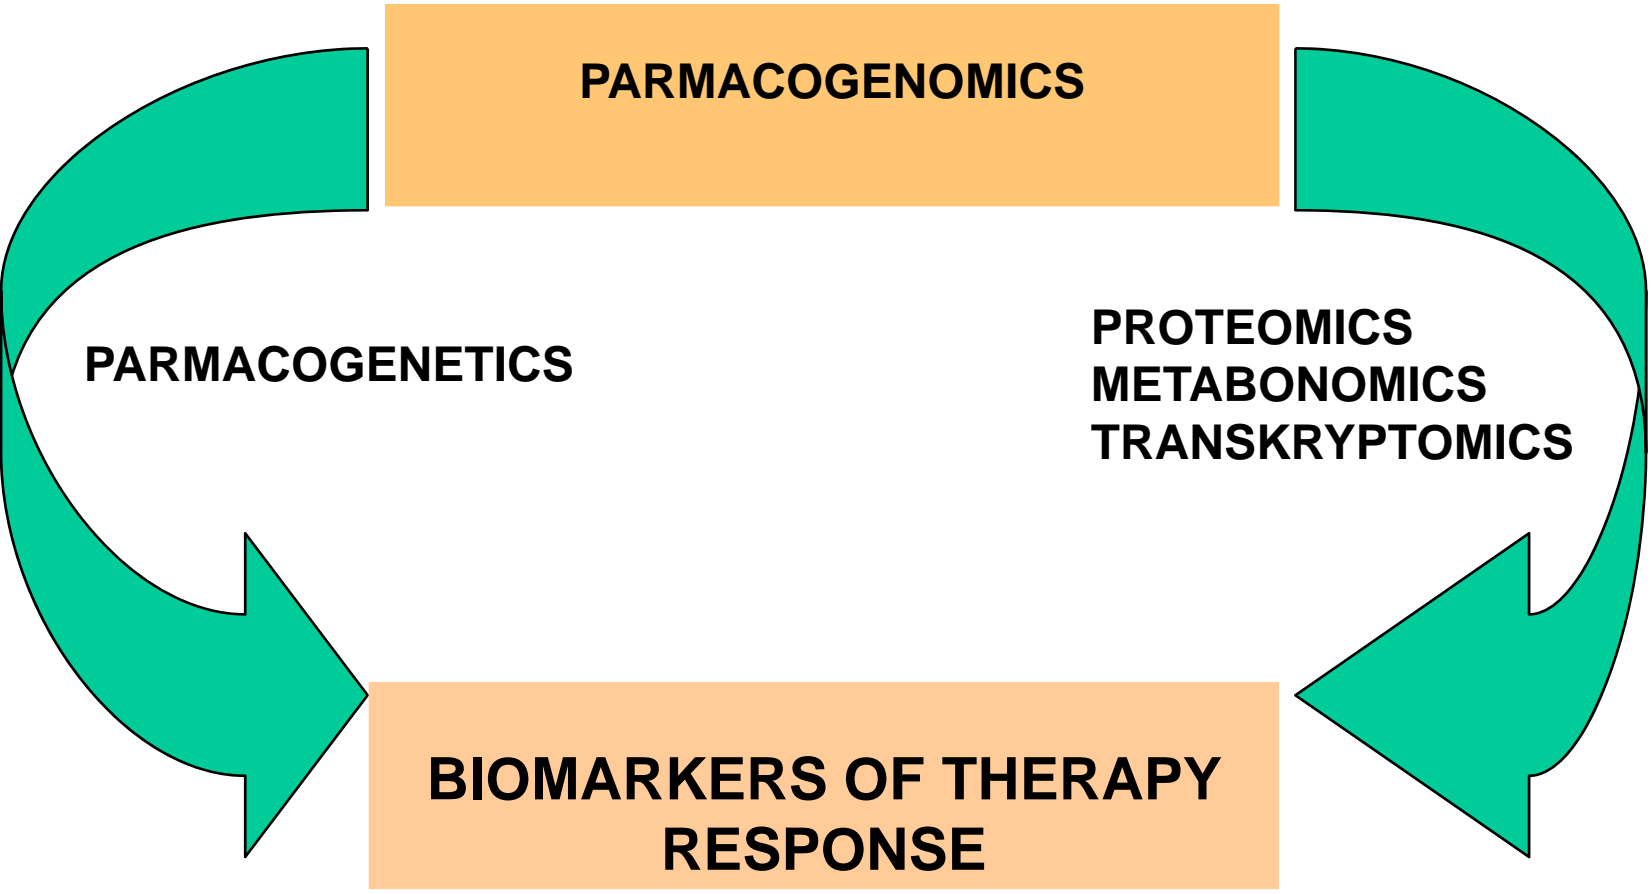 PARMACOGENOMICS
PARMACOGENETICS
PROTEOMICS
METABONOMICS
TRANSKRYPTOMICS
BIOMARKERS OF THERAPY
RESPONSE